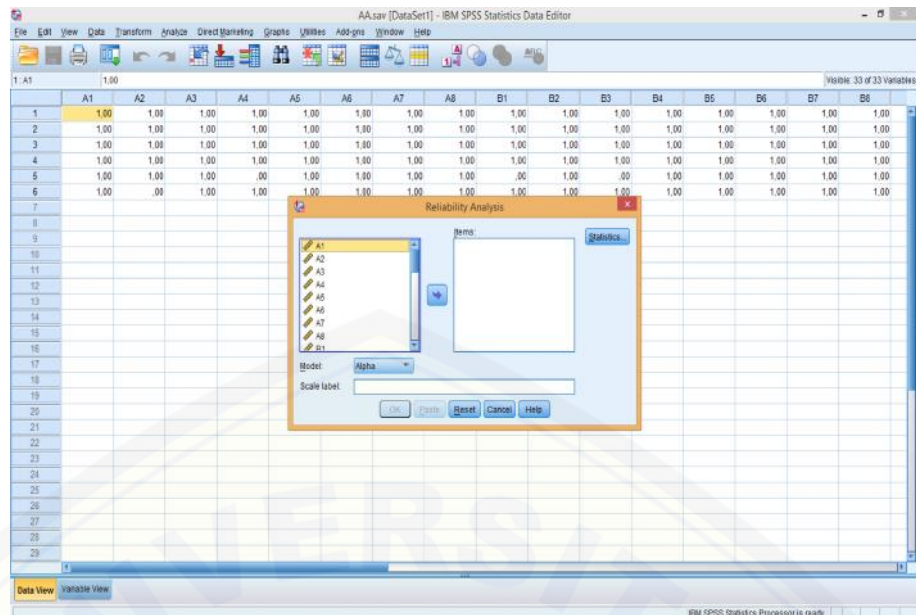 AA.sav [DataSet1] - IBM SPSS Statistics Data Editor
File Edit View Data Transform Analyze Direct Marketing Graphs Utilities Add-ons Window Help
1 : A1 1,00 Visible: 33 of 33 Variables
A1 A2 A3 A4 A5 A6 A7 A8 B1 B2 B3 B4 B5 B6 B7 B8
1 1,00 1,00 1,00 1,00 1,00 1,00 1,00 1,00 1,00 1,00 1,00 1,00 1,00 1,00 1,00 1,00
2 1,00 1,00 1,00 1,00 1,00 1,00 1,00 1,00 1,00 1,00 1,00 1,00 1,00 1,00 1,00 1,00
3 1,00 1,00 1,00 1,00 1,00 1,00 1,00 1,00 1,00 1,00 1,00 1,00 1,00 1,00 1,00 1,00
4 1,00 1,00 1,00 1,00 1,00 1,00 1,00 1,00 1,00 1,00 1,00 1,00 1,00 1,00 1,00 1,00
5 1,00 1,00 1,00 ,00 1,00 1,00 1,00 1,00 ,00 1,00 ,00 1,00 1,00 1,00 1,00 1,00
6 1,00 ,00 1,00 1,00 1,00 1,00 1,00 1,00 1,00 1,00 1,00 1,00 1,00 1,00 1,00 1,00
7
8
9
10
11
12
13
14
15
16
17
18
19
20
21
22
23
24
25
26
27
28
29
Reliability Analysis
Items:
Statistics...
A1
A2
A3
A4
A5
A6
A7
A8
B1
Model: Alpha
Scale label:
OK Paste Reset Cancel Help
Data View Variable View
IBM SPSS Statistics Processor is ready